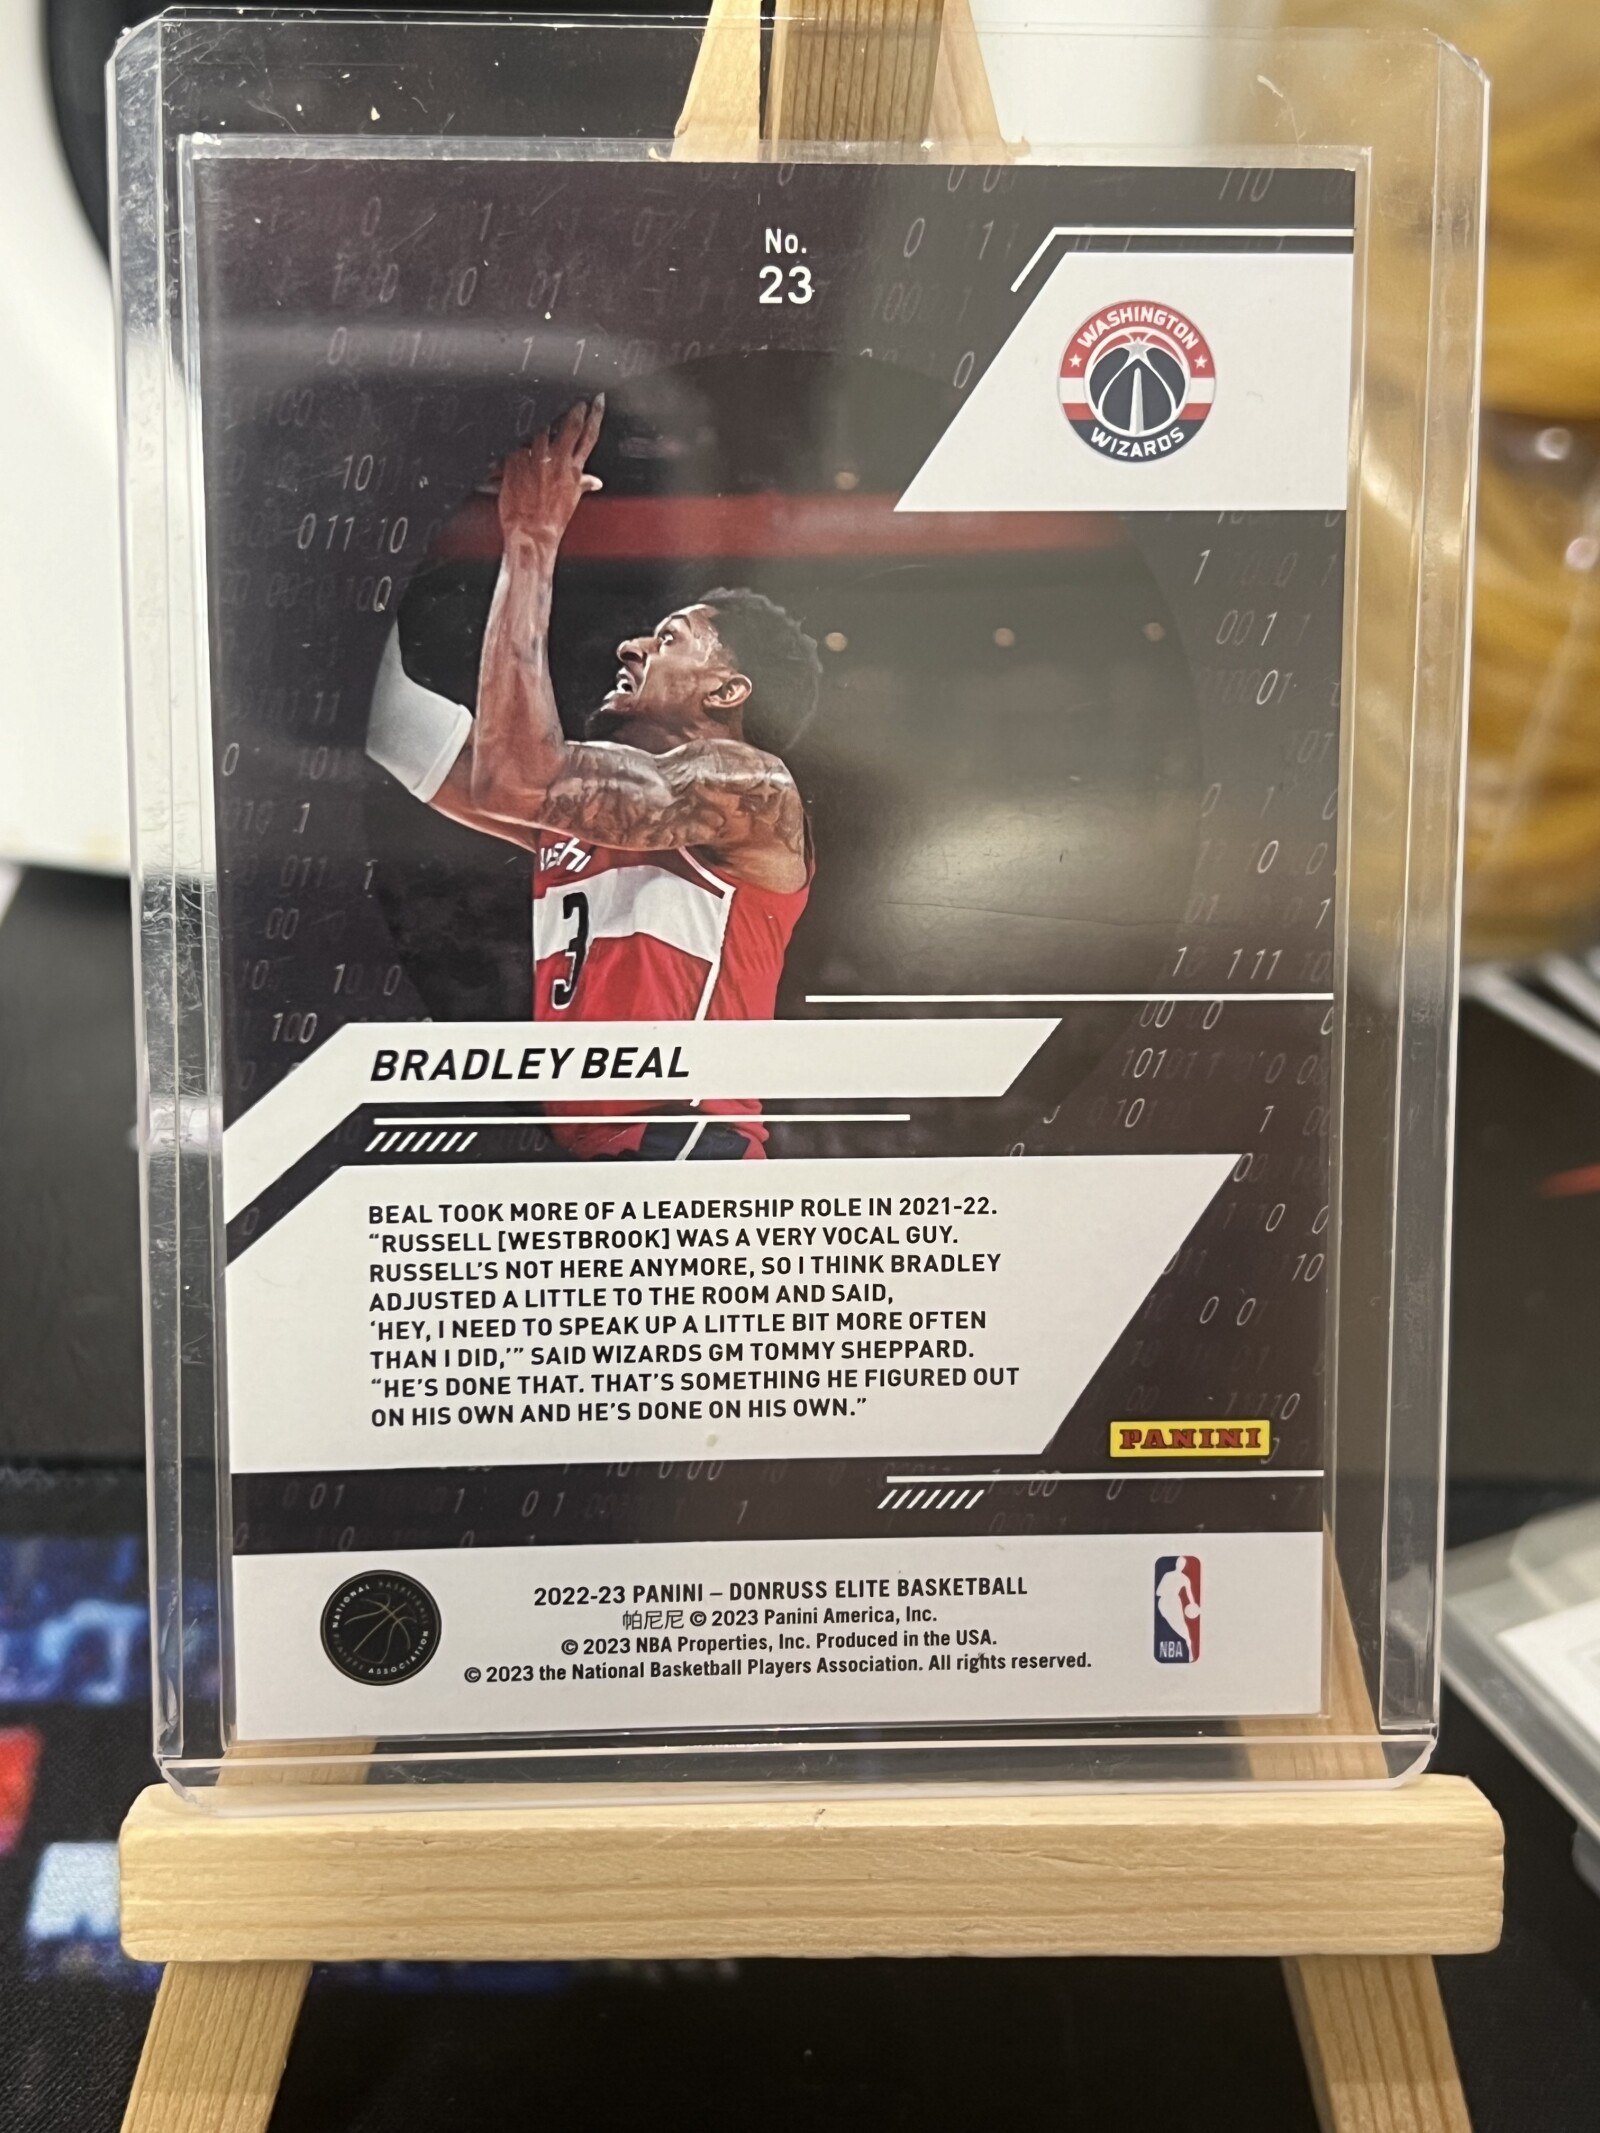 No.
23
WASHINGTON
WIZARDS
3
BRADLEY BEAL
BEAL TOOK MORE OF A LEADERSHIP ROLE IN 2021-22.
“RUSSELL [WESTBROOK] WAS A VERY VOCAL GUY.
RUSSELL’S NOT HERE ANYMORE, SO I THINK BRADLEY
ADJUSTED A LITTLE TO THE ROOM AND SAID,
‘HEY, I NEED TO SPEAK UP A LITTLE BIT MORE OFTEN
THAN I DID,’” SAID WIZARDS GM TOMMY SHEPPARD.
“HE’S DONE THAT. THAT’S SOMETHING HE FIGURED OUT
ON HIS OWN AND HE’S DONE ON HIS OWN.”
PANINI
2022-23 PANINI – DONRUSS ELITE BASKETBALL
帕尼尼 © 2023 Panini America, Inc.
© 2023 NBA Properties, Inc. Produced in the USA.
© 2023 the National Basketball Players Association. All rights reserved.
NATIONAL BASKETBALL
PLAYERS ASSOCIATION
NBA